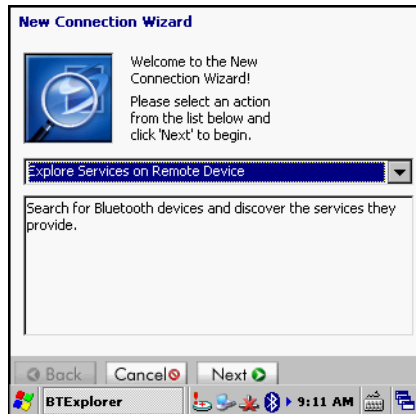 New Connection Wizard
Welcome to the New
Connection Wizard!
Please select an action
from the list below and
click 'Next' to begin.
Explore Services on Remote Device
Search for Bluetooth devices and discover the services they
provide.
Back Cancel Next
BTExplorer 9:11 AM